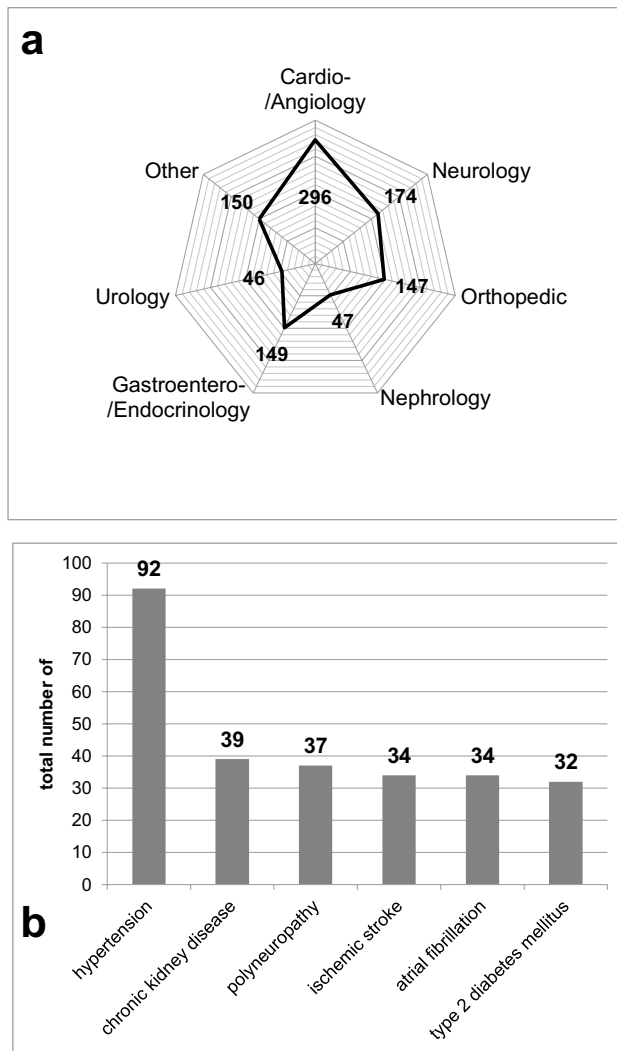 a
Cardio-
/Angiology
Other
Neurology
150
296
174
46
147
Urology
Orthopedic
47
149
Gastroentero-
/Endocrinology
Nephrology
100
90
80
70
60
50
40
30
20
10
0
total number of
92
39
37
34
34
32
b
hypertension
chronic kidney disease
polyneuropathy
ischemic stroke
atrial fibrillation
type 2 diabetes mellitus